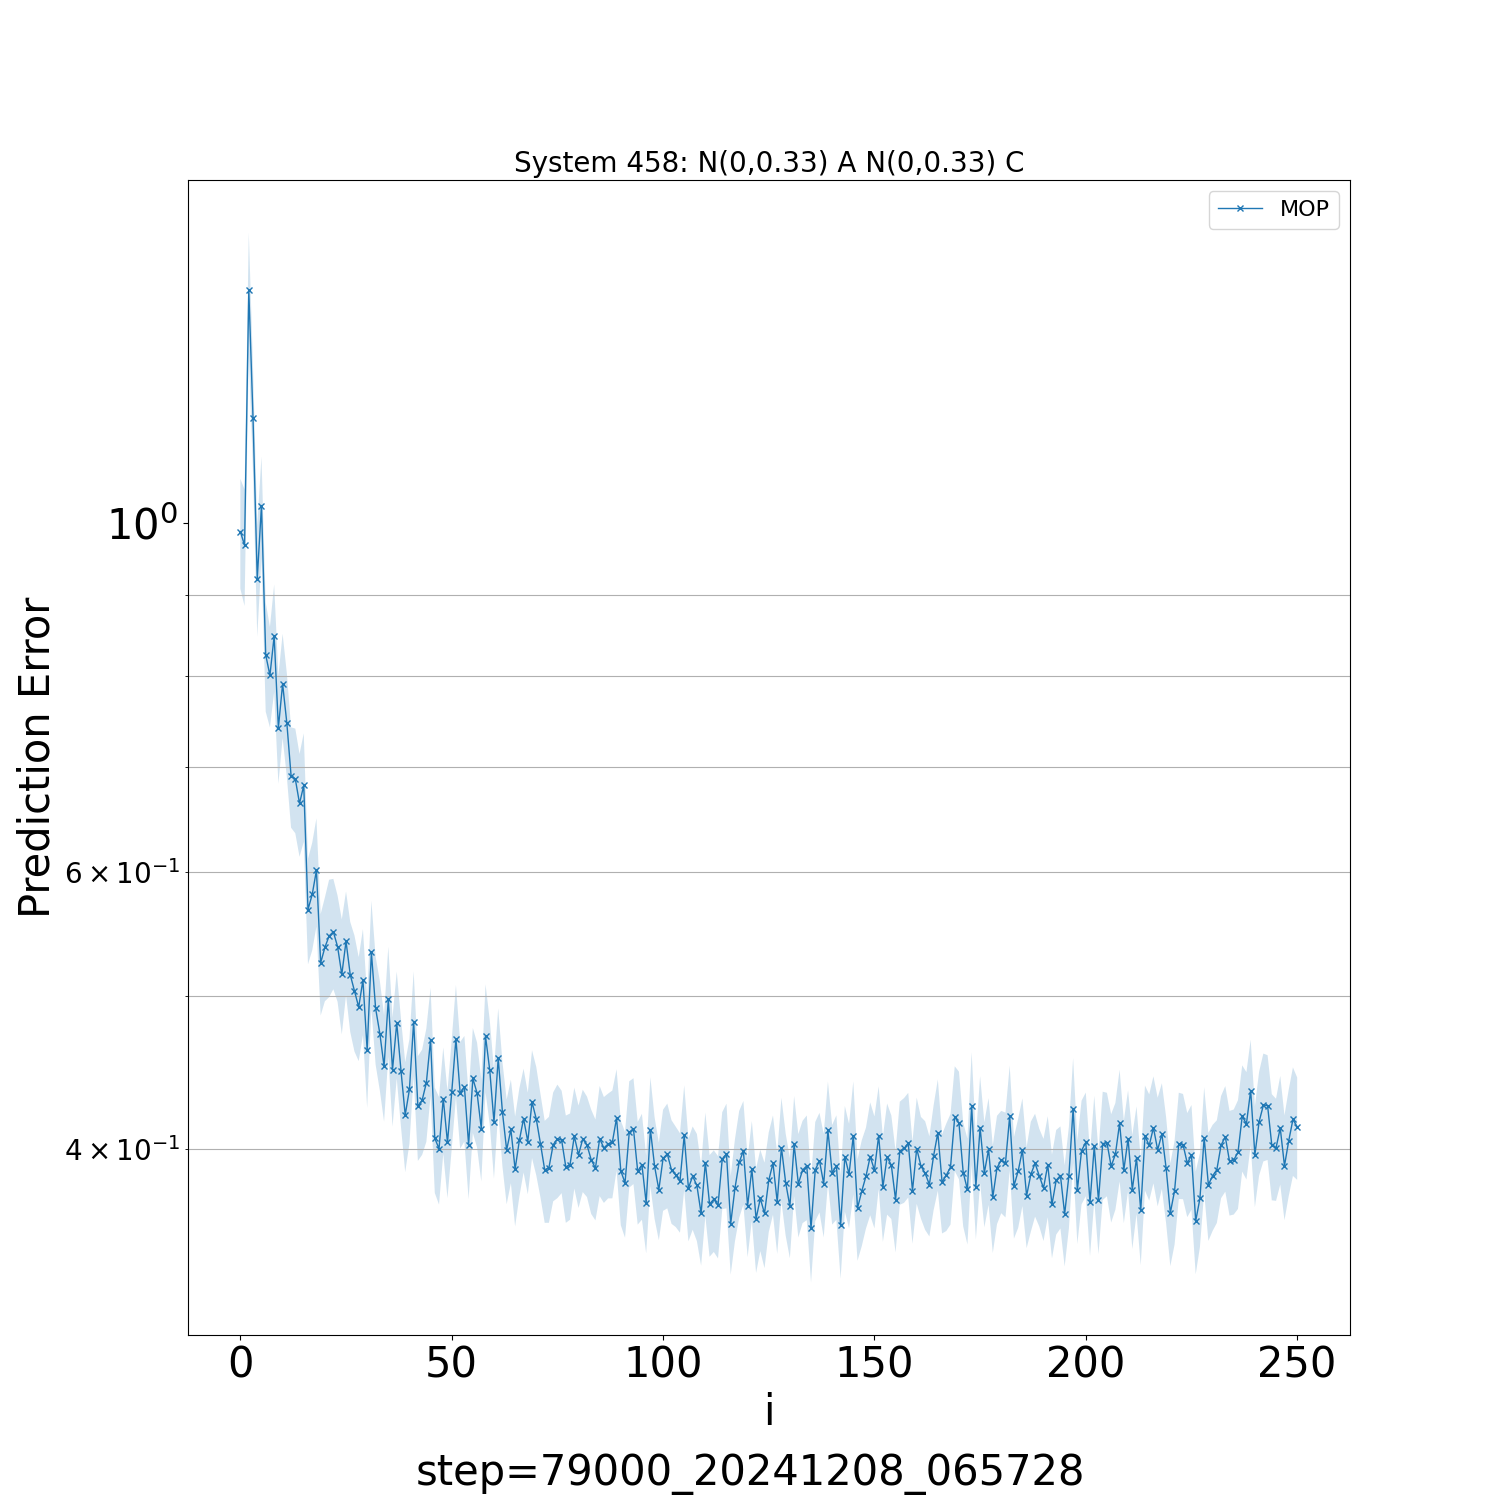 System 458: N(0,0.33) A N(0,0.33) C
MOP
10⁰
6 × 10⁻¹
4 × 10⁻¹
Prediction Error
0 50 100 150 200 250
i
step=79000_20241208_065728